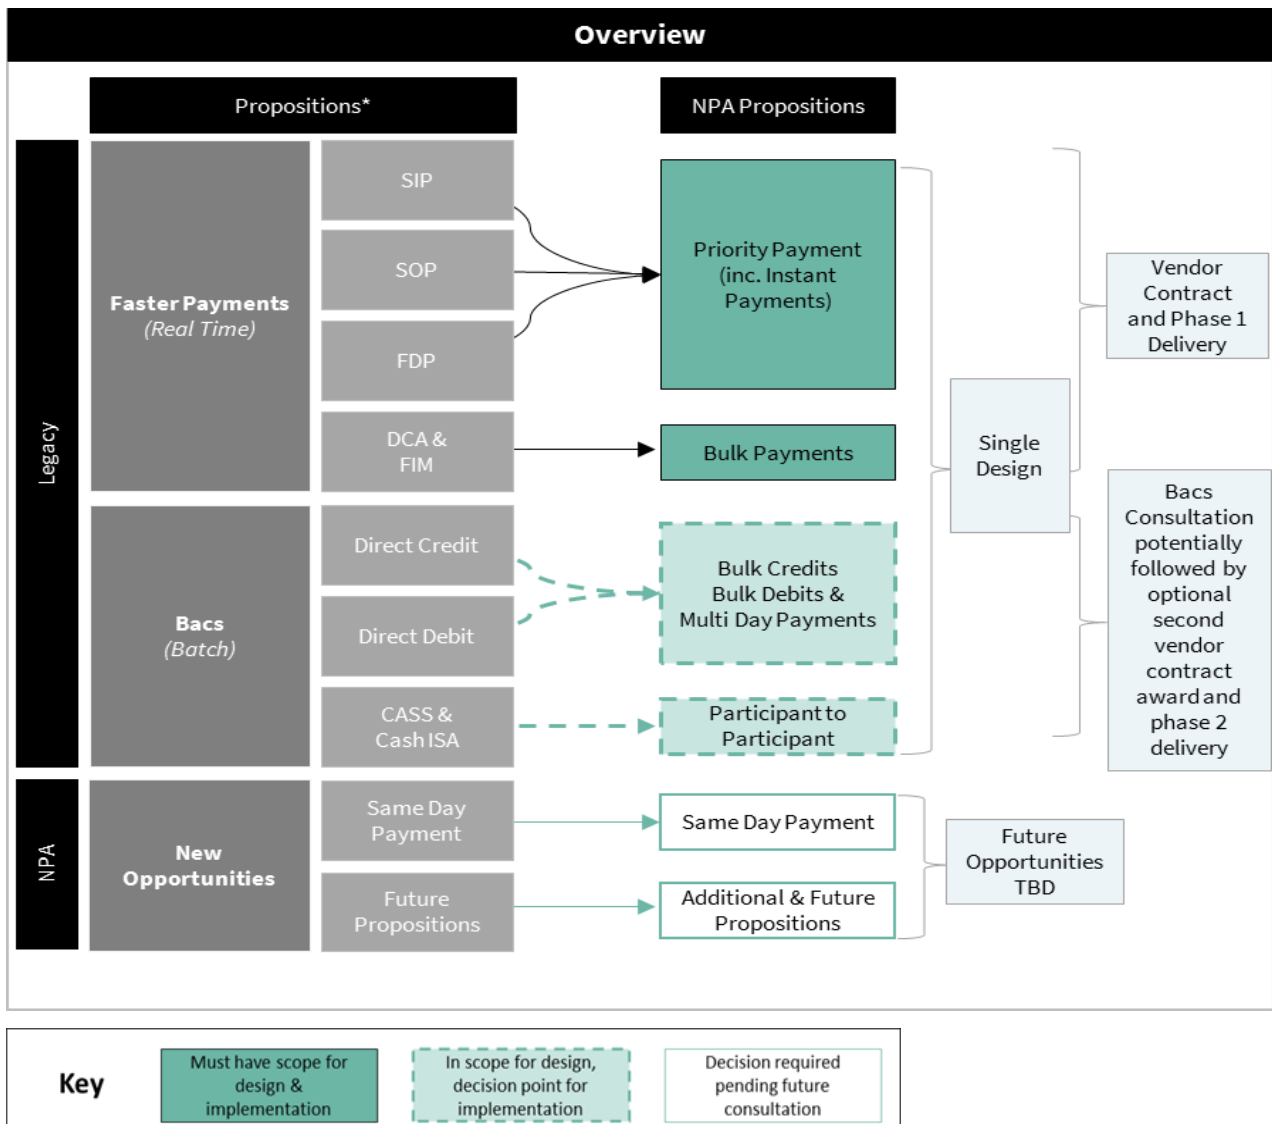 Overview
Propositions*
NPA Propositions
Legacy
Faster Payments
(Real Time)
SIP
SOP
FDP
DCA &
FIM
Priority Payment
(inc. Instant
Payments)
Bulk Payments
Bacs
(Batch)
Direct Credit
Direct Debit
CASS &
Cash ISA
Bulk Credits
Bulk Debits &
Multi Day Payments
Participant to
Participant
Single
Design
Vendor
Contract
and Phase 1
Delivery
Bacs
Consultation
potentially
followed by
optional
second
vendor
contract
award and
phase 2
delivery
NPA
New
Opportunities
Same Day
Payment
Future
Propositions
Same Day Payment
Additional & Future
Propositions
Future
Opportunities
TBD
Key
Must have scope for
design &
implementation
In scope for design,
decision point for
implementation
Decision required
pending future
consultation